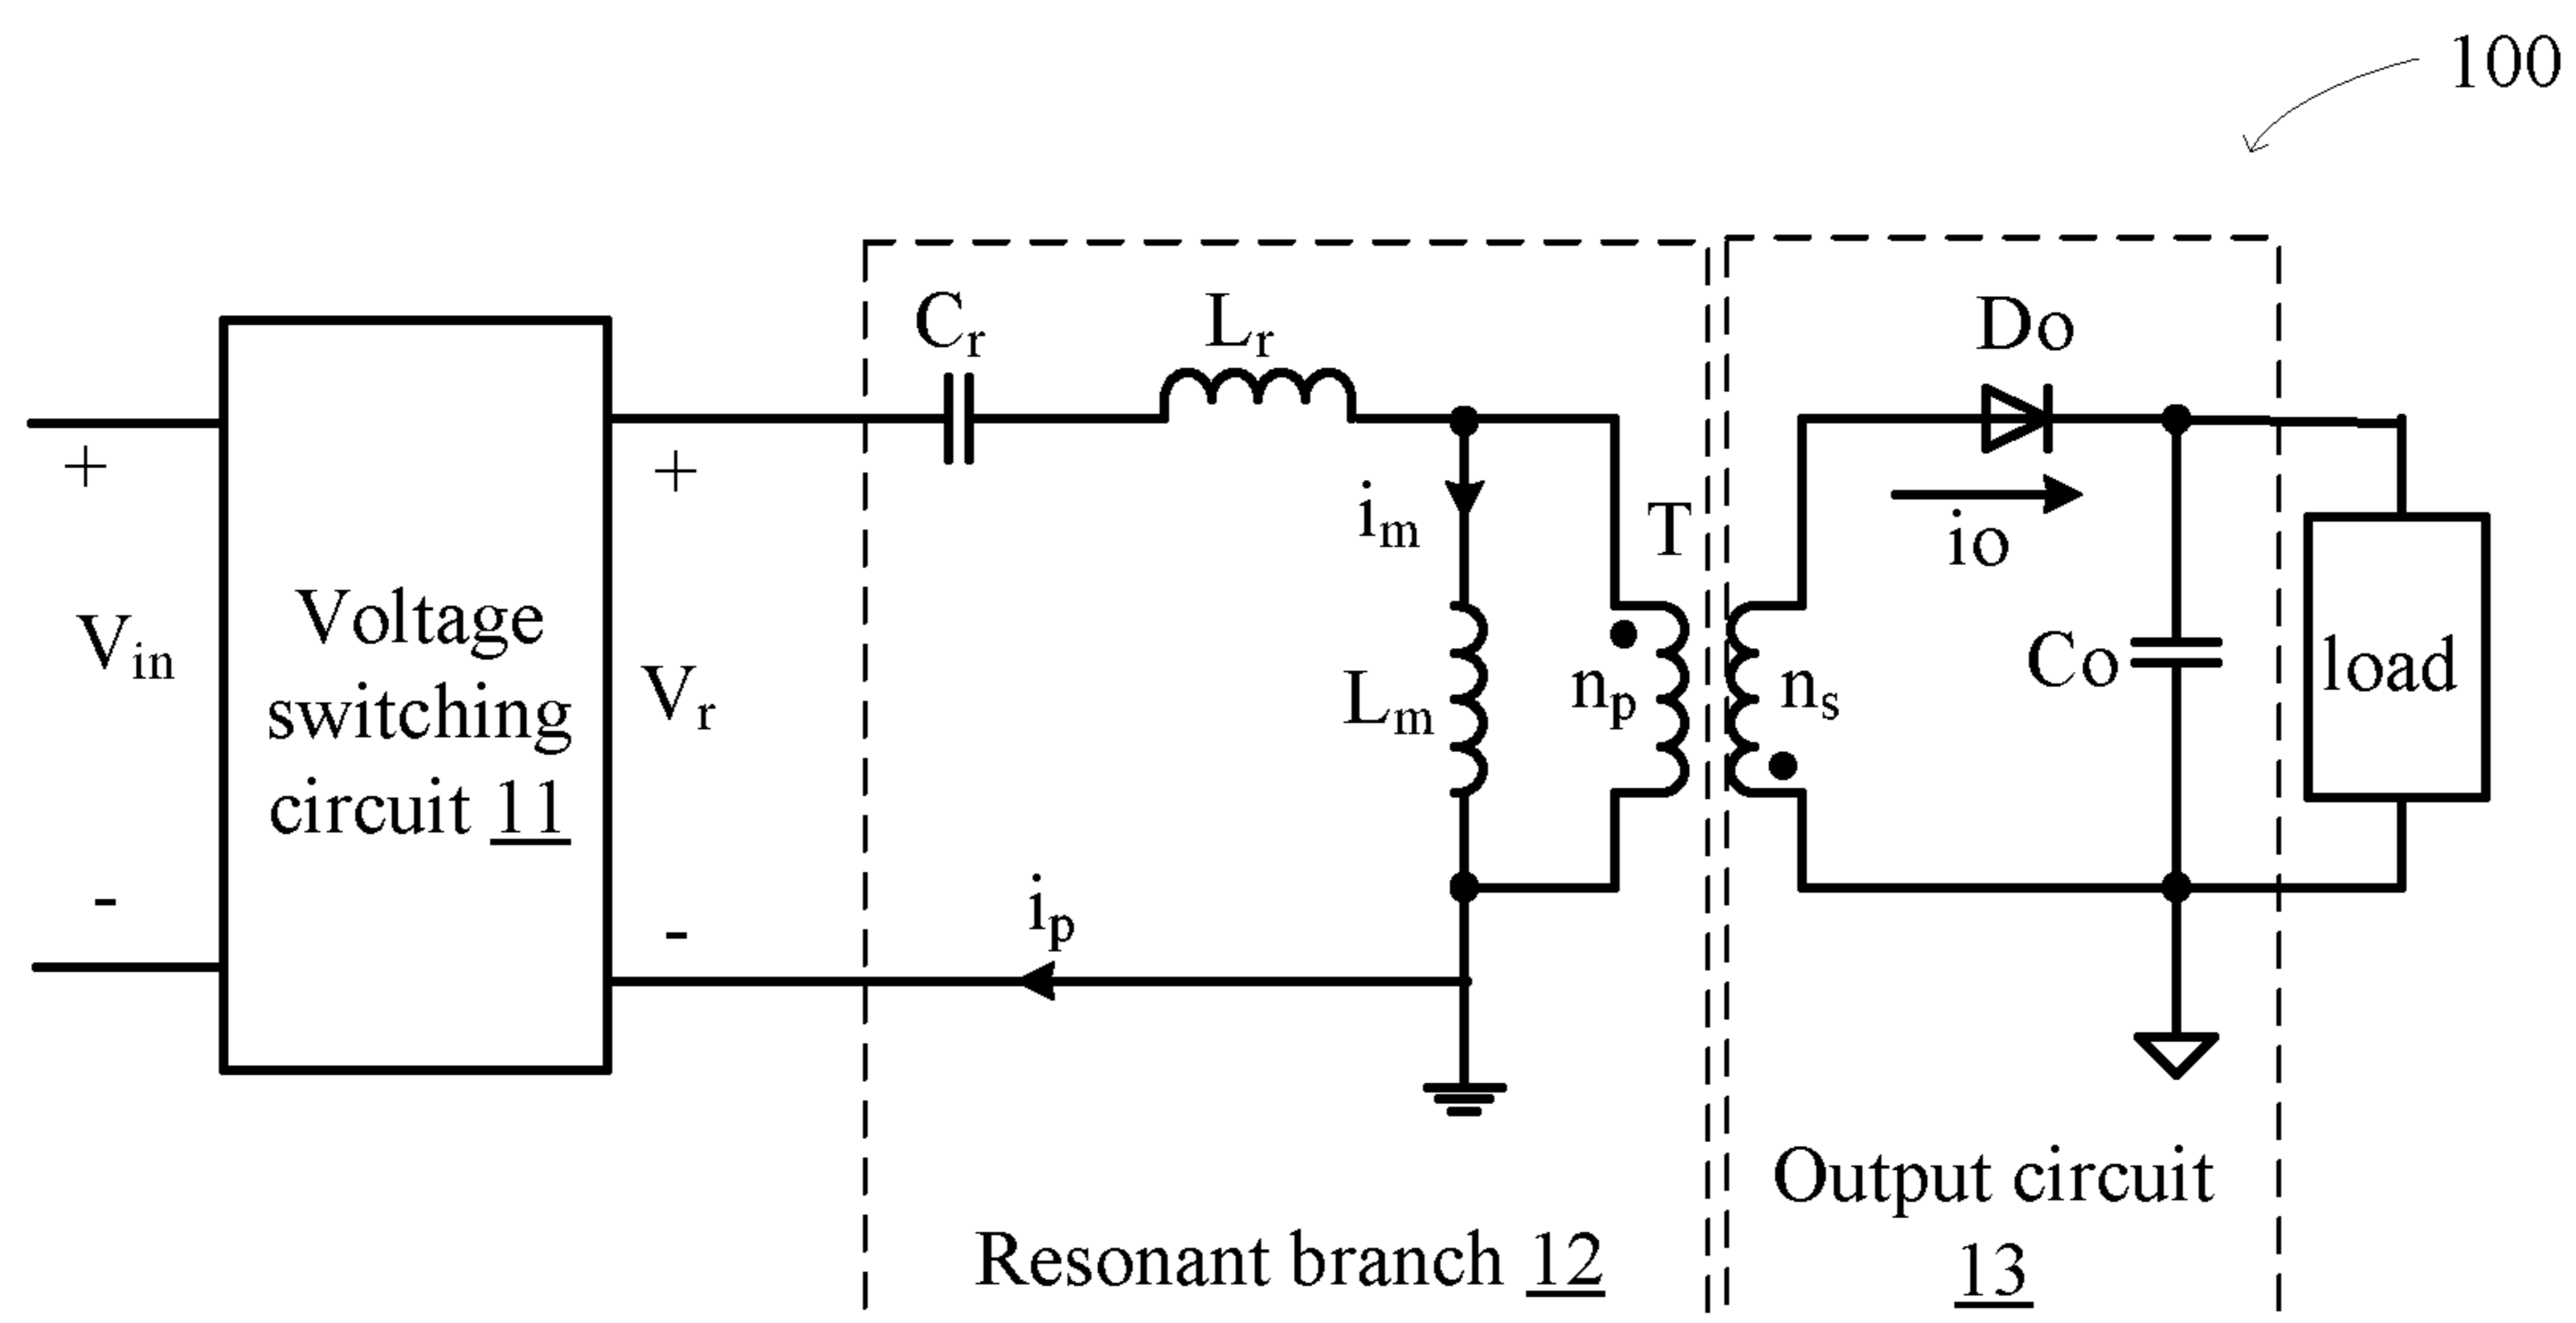 100
Cr
Lr
Do
+
+
im
T
io
Vin
Voltage
switching
circuit 11
Vr
Lm
np
ns
Co
load
-
-
ip
Output circuit
13
Resonant branch 12